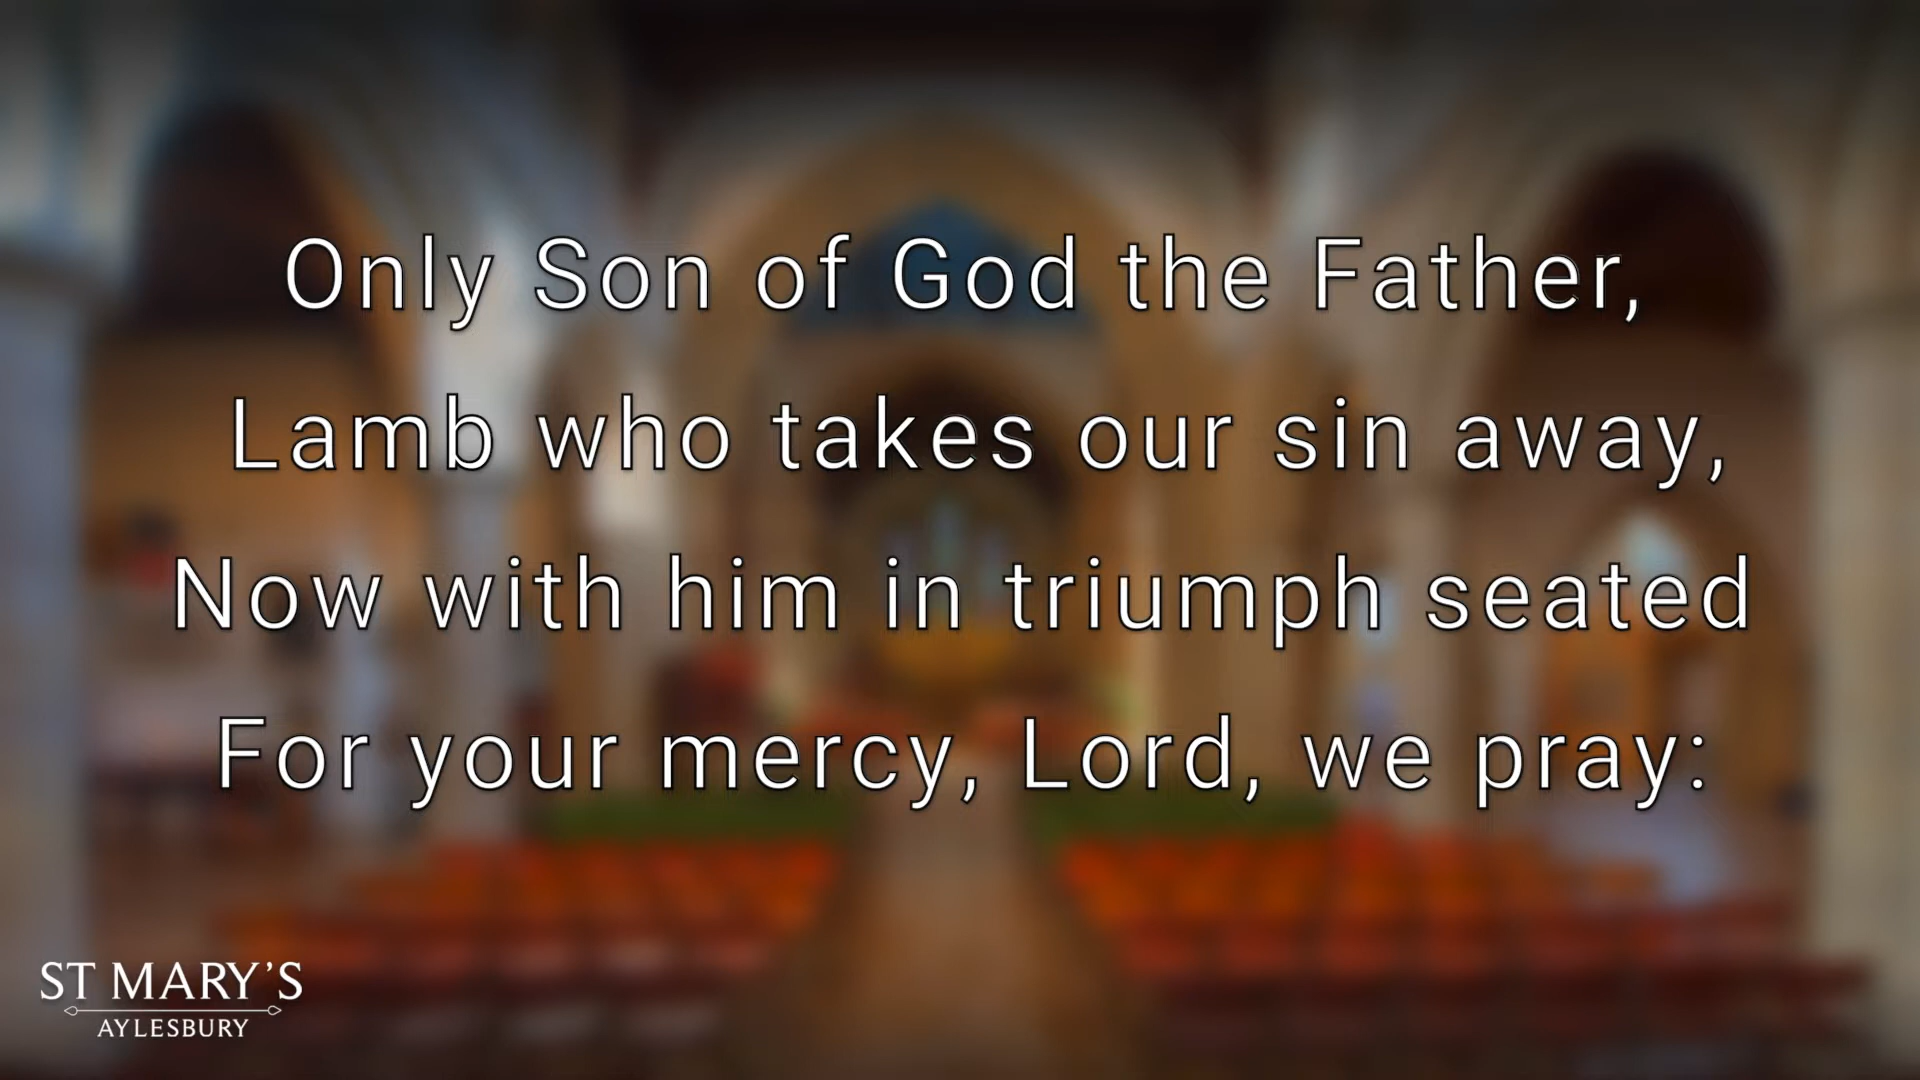 Only Son of God the Father,
Lamb who takes our sin away,
Now with him in triumph seated
For your mercy, Lord, we pray:
ST MARY'S
AYLESBURY